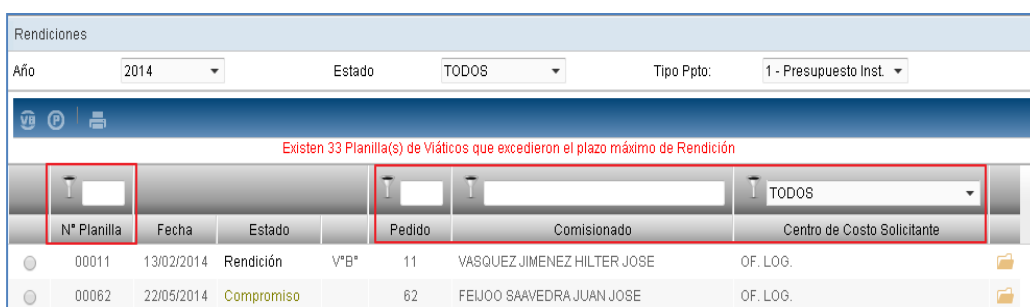 Rendiciones
Año 2014 Estado TODOS Tipo Ppto: 1 - Presupuesto Inst.
VB P
Existen 33 Planilla(s) de Viáticos que excedieron el plazo máximo de Rendición
TODOS
N° Planilla Fecha Estado Pedido Comisionado Centro de Costo Solicitante
00011 13/02/2014 Rendición V°B° 11 VASQUEZ JIMENEZ HILTER JOSE OF. LOG.
00062 22/05/2014 Compromiso 62 FEIJOO SAAVEDRA JUAN JOSE OF. LOG.